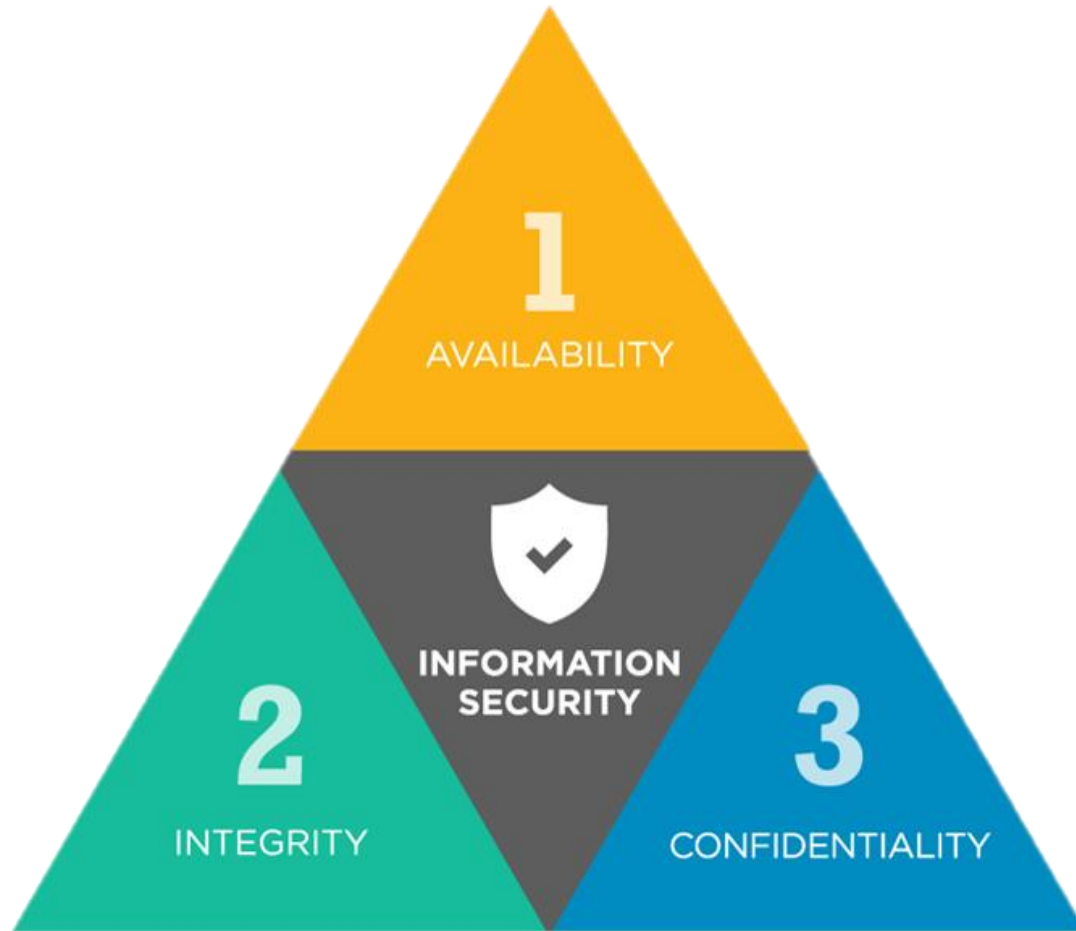 1
AVAILABILITY
INFORMATION
SECURITY
2
INTEGRITY
3
CONFIDENTIALITY